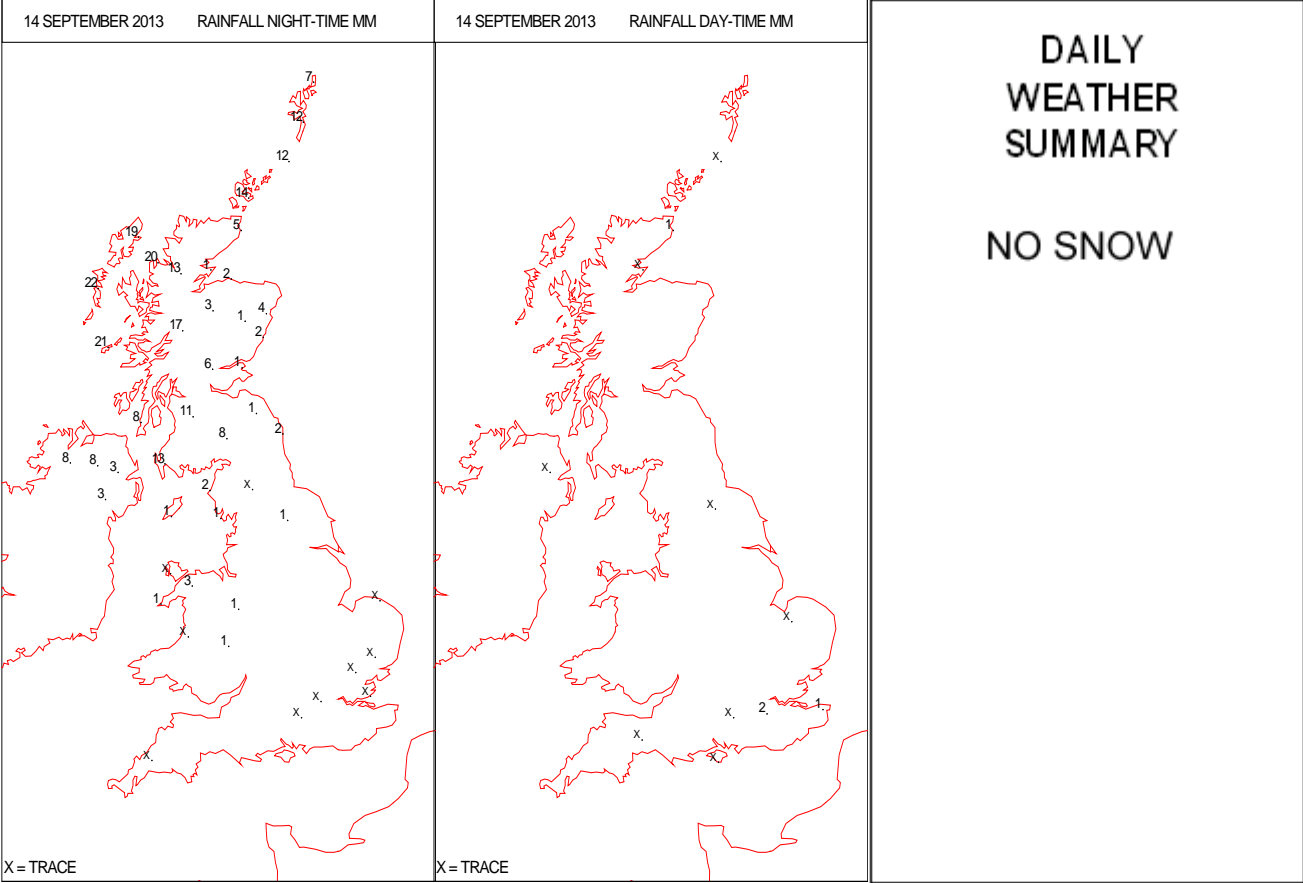 14 SEPTEMBER 2013 RAINFALL NIGHT-TIME MM
7
12
12
14
5
19
20
13
1
2
22
3
4
1
17
2
21
6
1
11
1
8
2
8
8
8
3
13
3
2
X
1
1
1
X
3
1
1
X
X
1
X
X
X
X
X
X
X = TRACE
14 SEPTEMBER 2013 RAINFALL DAY-TIME MM
X
1
X
X
X
X
1
2
X
X
X
X = TRACE
DAILY
WEATHER
SUMMARY
NO SNOW